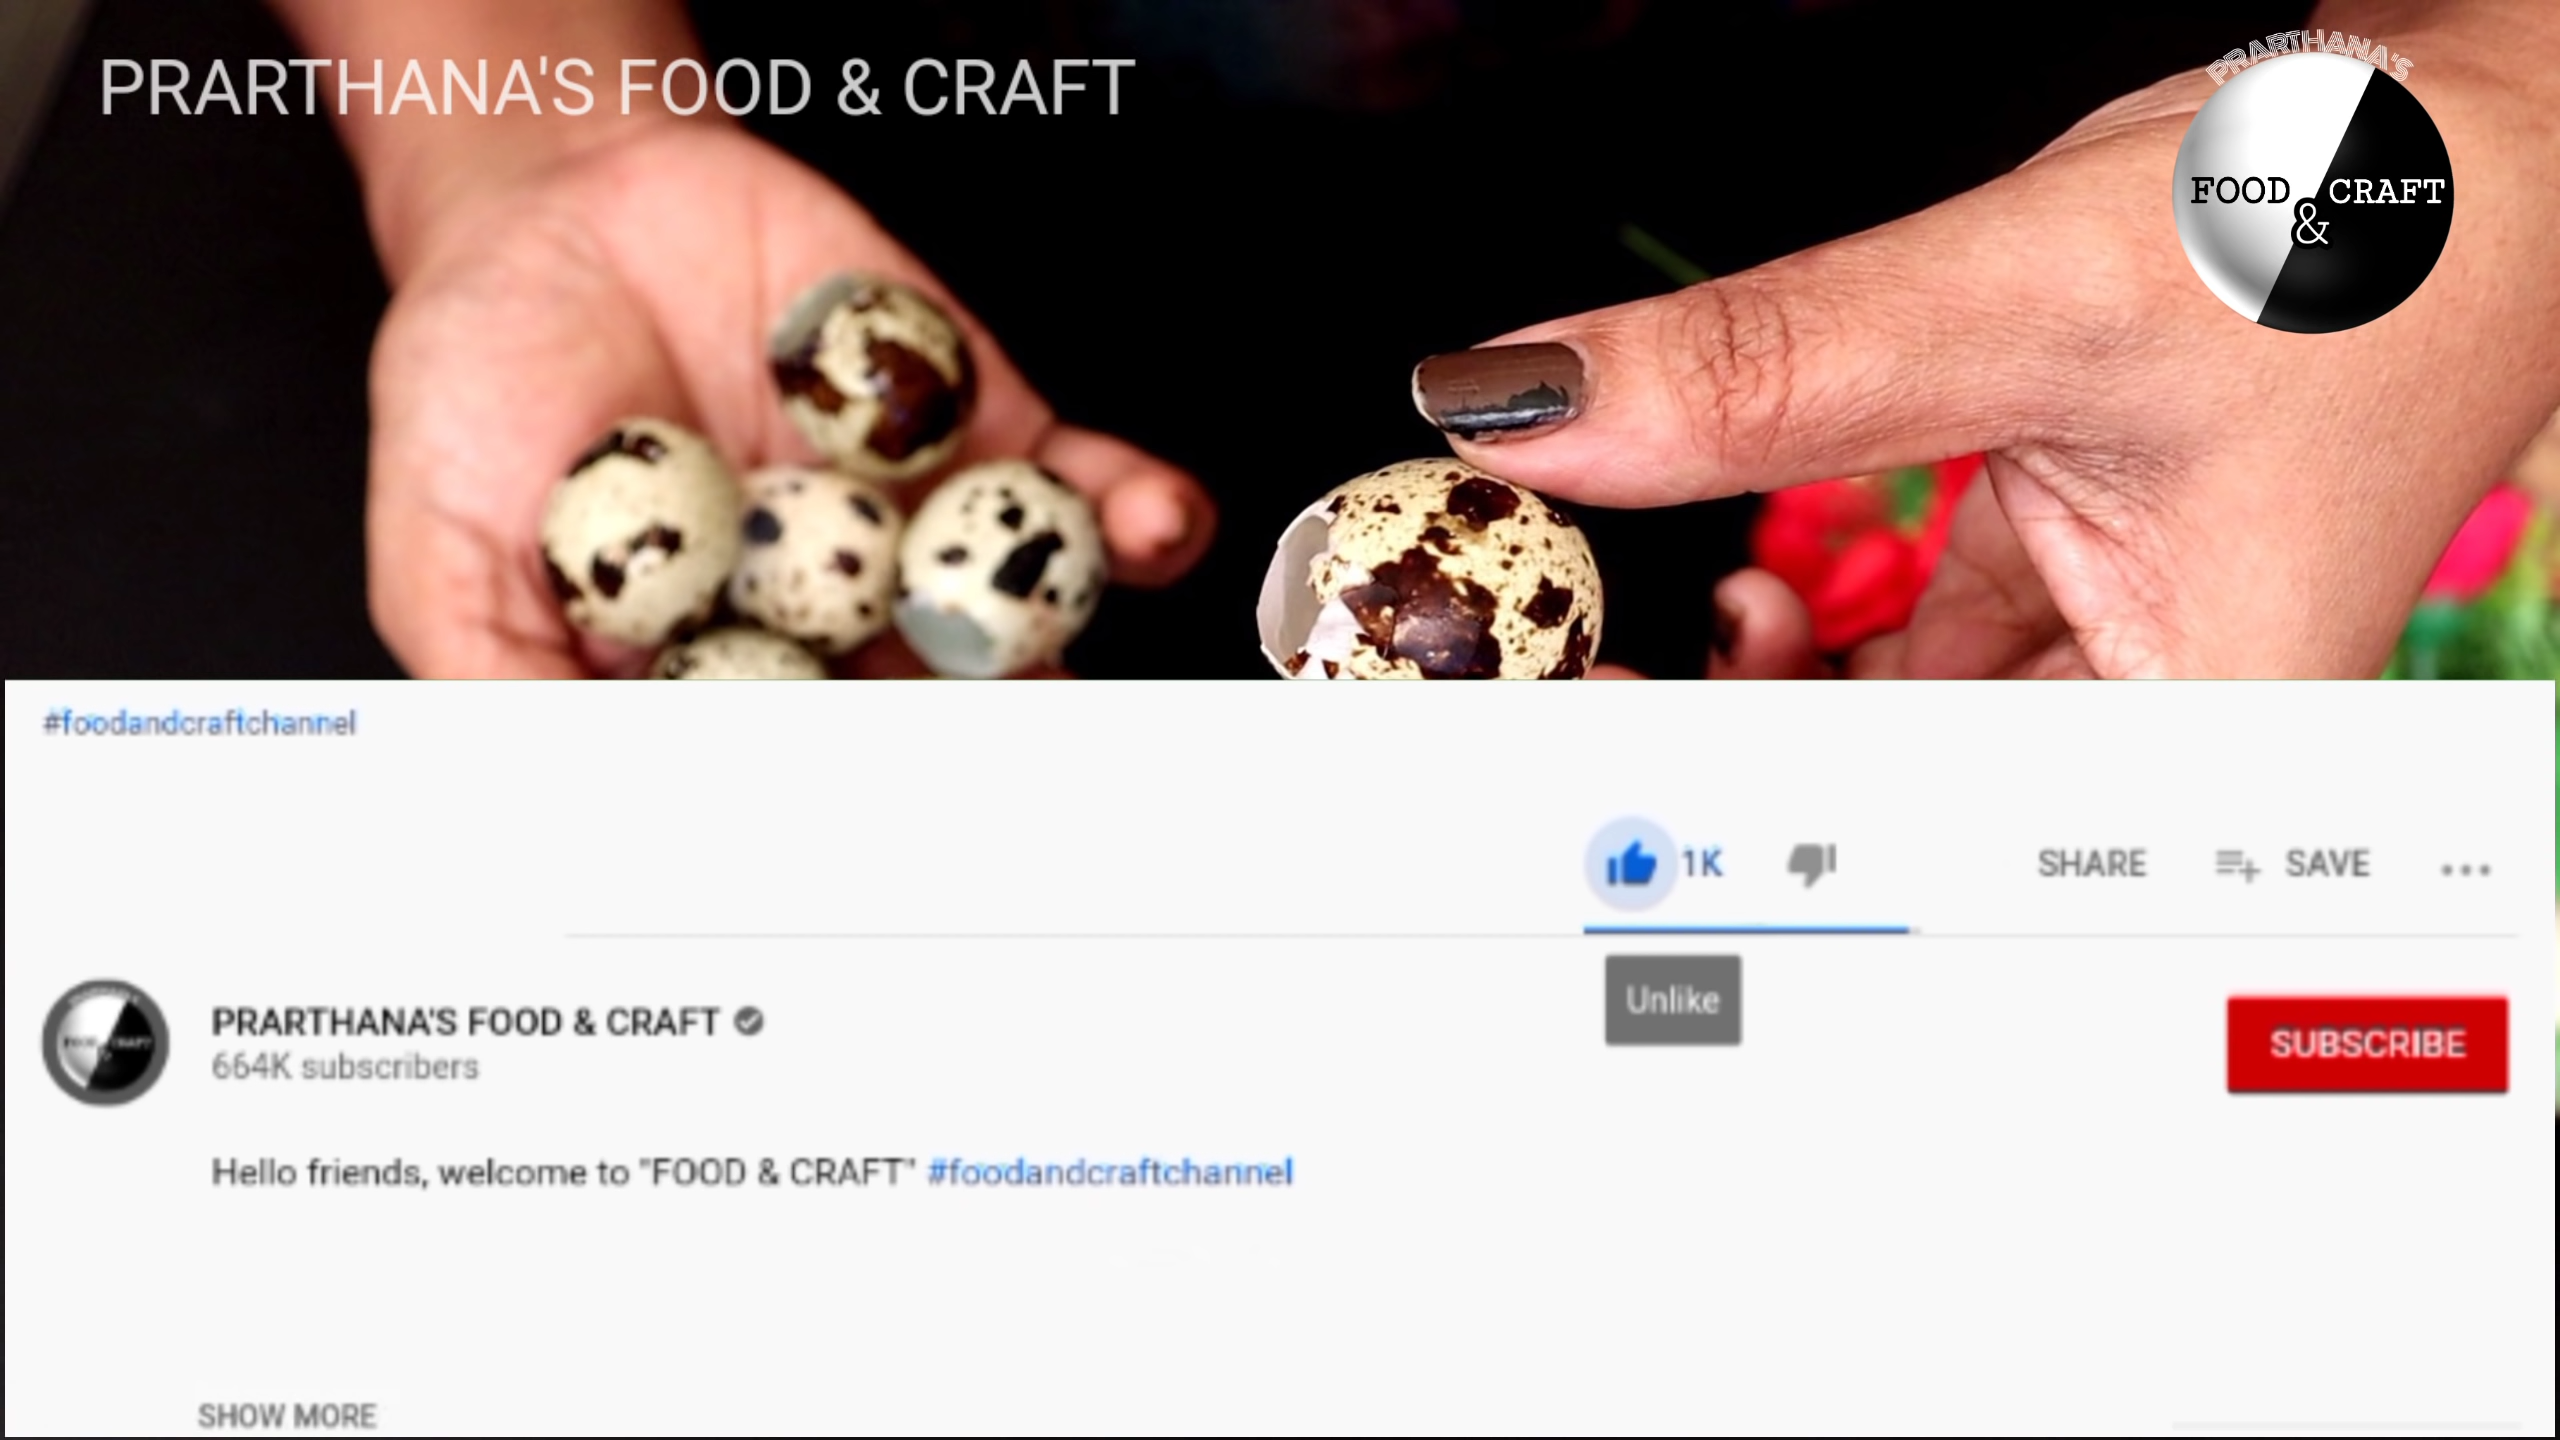 PRARTHANA'S FOOD & CRAFT
PRARTHANA'S
FOOD & CRAFT
#foodandcraftchannel
1K
SHARE
SAVE
Unlike
PRARTHANA'S FOOD & CRAFT
664K subscribers
SUBSCRIBE
Hello friends, welcome to "FOOD & CRAFT" #foodandcraftchannel
SHOW MORE